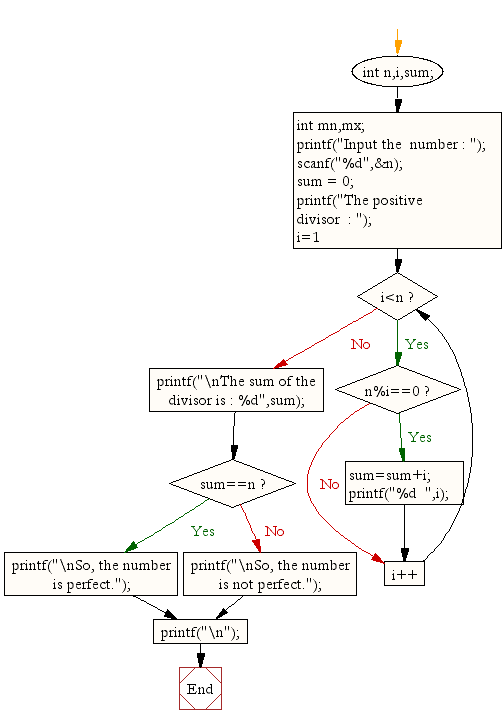 int n,i,sum;
int mn,mx;
printf("Input the  number : ");
scanf("%d",&n);
sum = 0;
printf("The positive
divisor  : ");
i=1
i<n ?
No
Yes
printf("\nThe sum of the
divisor is : %d",sum);
n%i==0 ?
Yes
sum==n ?
No
sum=sum+i;
printf("%d  ",i);
Yes
No
printf("\nSo, the number
is perfect.");
printf("\nSo, the number
is not perfect.");
i++
printf("\n");
End